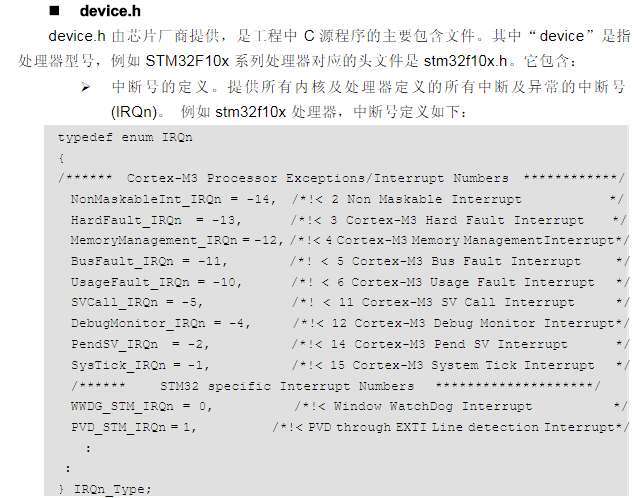 ■ device.h
device.h 由芯片厂商提供，是工程中 C 源程序的主要包含文件。其中“device”是指
处理器型号，例如 STM32F10x 系列处理器对应的头文件是 stm32f10x.h。它包含：
➢ 中断号的定义。提供所有内核及处理器定义的所有中断及异常的中断号
(IRQn)。 例如 stm32f10x 处理器，中断号定义如下：
typedef enum IRQn
{
/****** Cortex-M3 Processor Exceptions/Interrupt Numbers ************/
NonMaskableInt_IRQn = -14, /*!< 2 Non Maskable Interrupt */
HardFault_IRQn = -13, /*!< 3 Cortex-M3 Hard Fault Interrupt */
MemoryManagement_IRQn = -12, /*!< 4 Cortex-M3 Memory ManagementInterrupt*/
BusFault_IRQn = -11, /*! < 5 Cortex-M3 Bus Fault Interrupt */
UsageFault_IRQn = -10, /*! < 6 Cortex-M3 Usage Fault Interrupt */
SVCall_IRQn = -5, /*! < 11 Cortex-M3 SV Call Interrupt */
DebugMonitor_IRQn = -4, /*!< 12 Cortex-M3 Debug Monitor Interrupt*/
PendSV_IRQn = -2, /*!< 14 Cortex-M3 Pend SV Interrupt */
SysTick_IRQn = -1, /*!< 15 Cortex-M3 System Tick Interrupt */
/****** STM32 specific Interrupt Numbers ********************/
WWDG_STM_IRQn = 0, /*!< Window WatchDog Interrupt */
PVD_STM_IRQn = 1, /*!< PVD through EXTI Line detection Interrupt*/
:
:
} IRQn_Type;